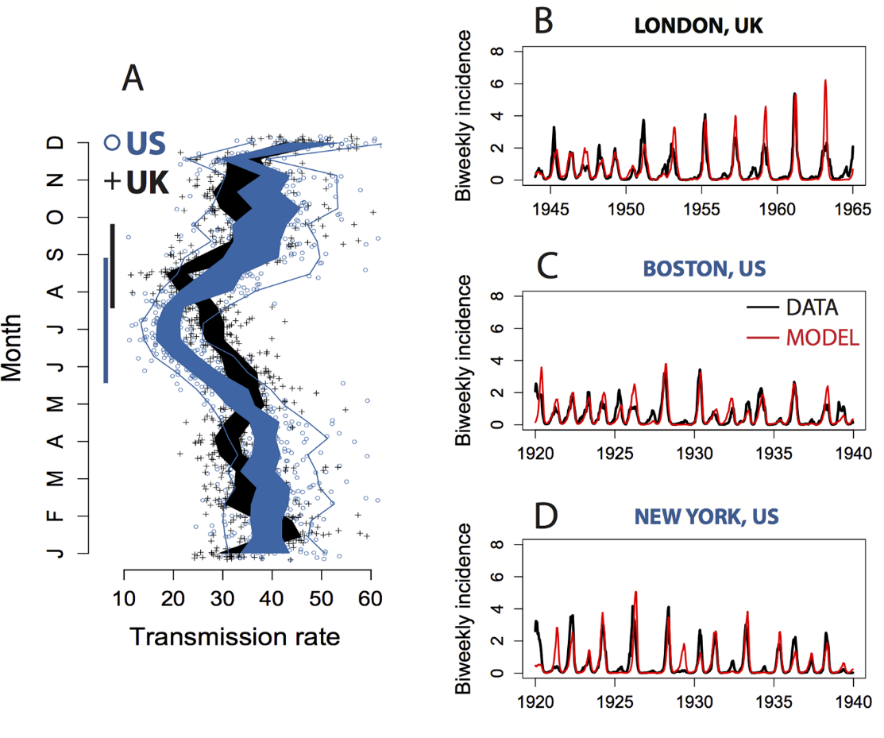 A
US
UK
Month
D
N
O
S
A
J
J
M
A
M
F
J
10 20 30 40 50 60
Transmission rate
B
LONDON, UK
Biweekly incidence
8
6
4
2
0
1945 1950 1955 1960 1965
C
BOSTON, US
Biweekly incidence
8
6
4
2
0
DATA
MODEL
1920 1925 1930 1935 1940
D
NEW YORK, US
Biweekly incidence
8
6
4
2
0
1920 1925 1930 1935 1940